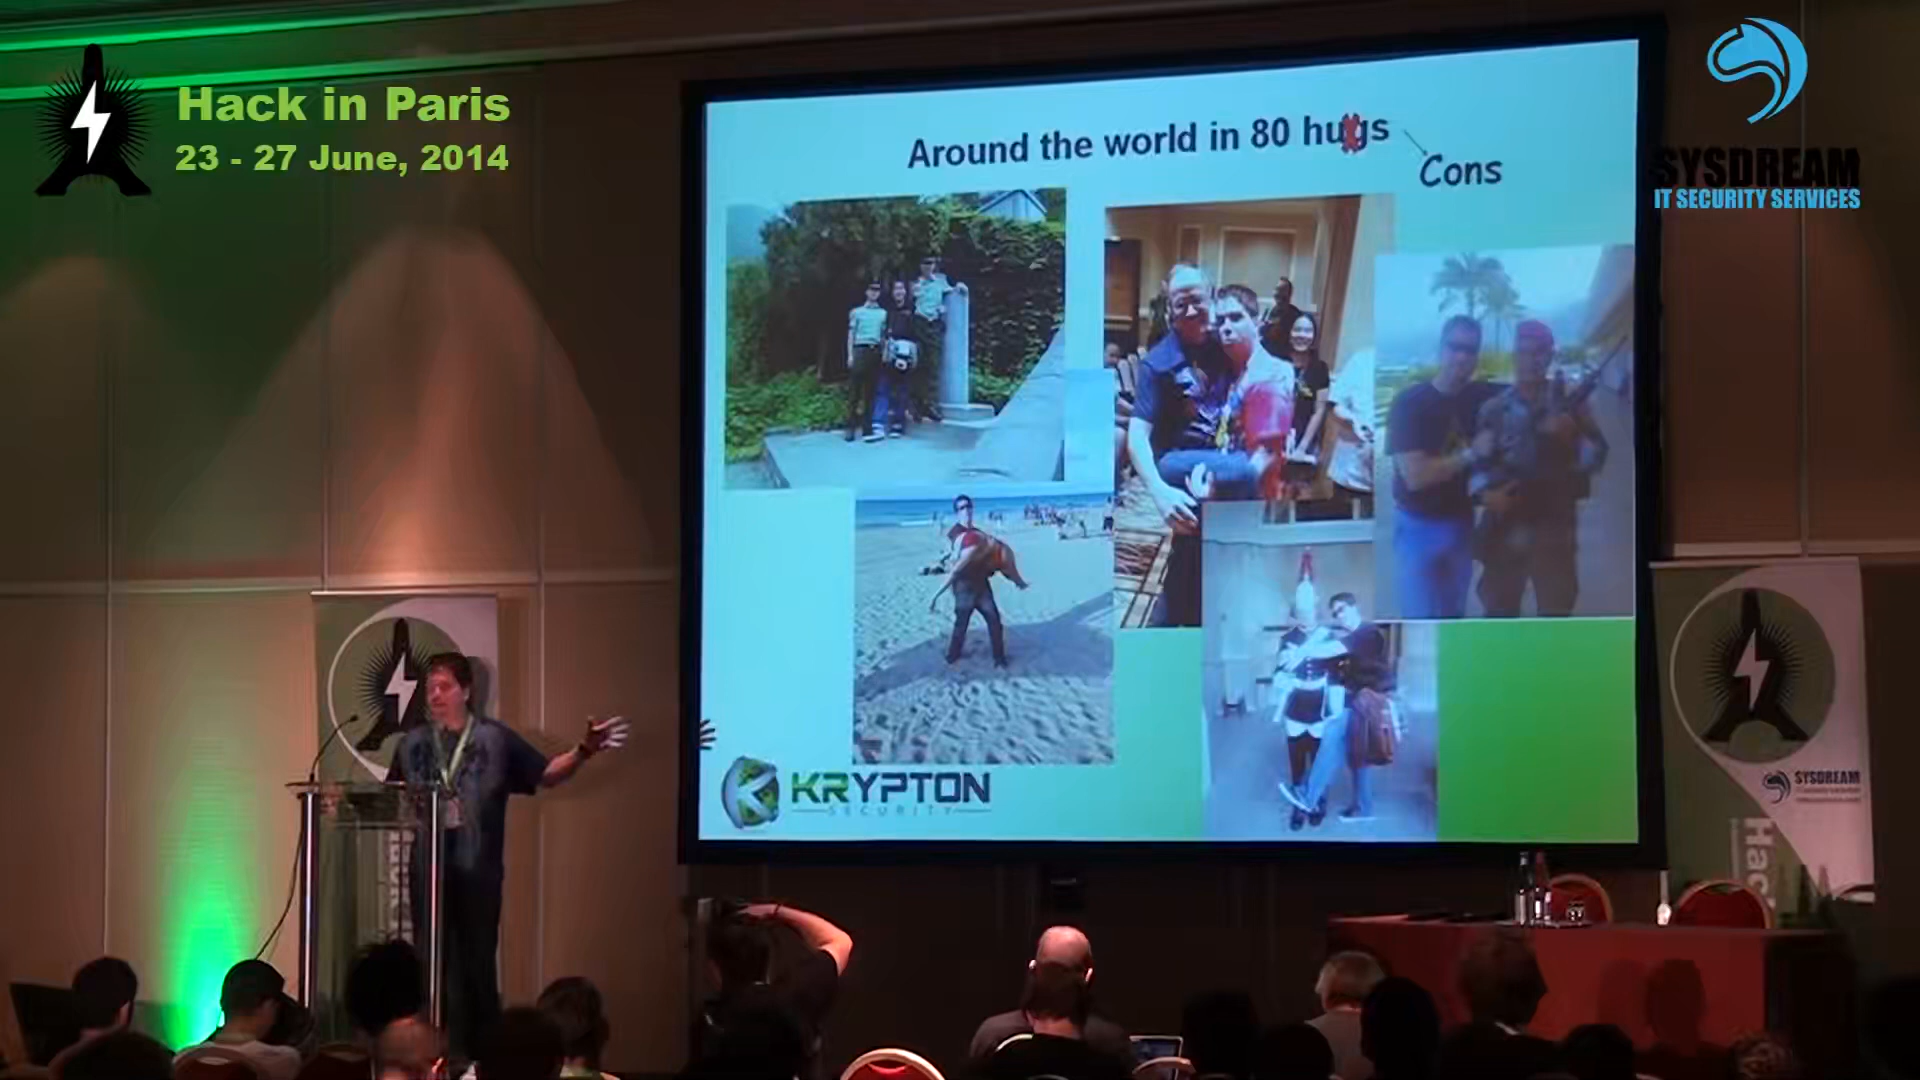 Hack in Paris
23 - 27 June, 2014
SYSDREAM
IT SECURITY SERVICES
Around the world in 80 hugs
Cons
KRYPTON
SECURITY
SYSDREAM
Hac